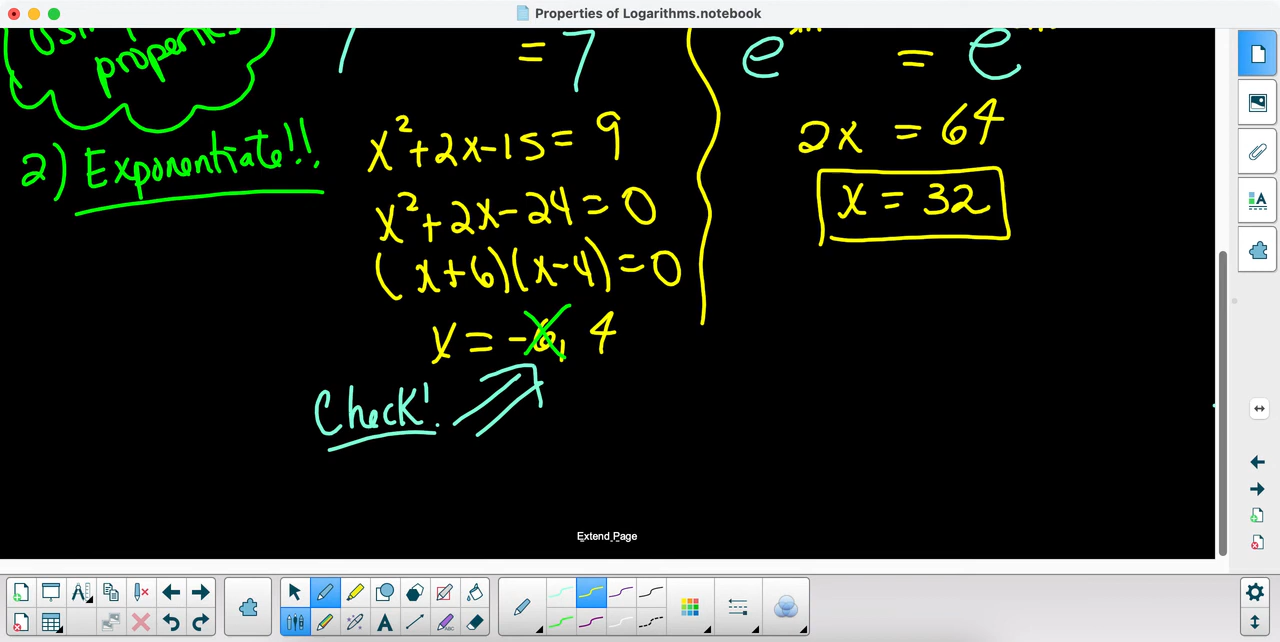 Properties of Logarithms.notebook
properties
7 = 7
e = e
2) Exponentiate!!
x² + 2x - 15 = 9
x² + 2x - 24 = 0
(x + 6)(x - 4) = 0
x = -6, 4
Check!
2x = 64
x = 32
Extend Page